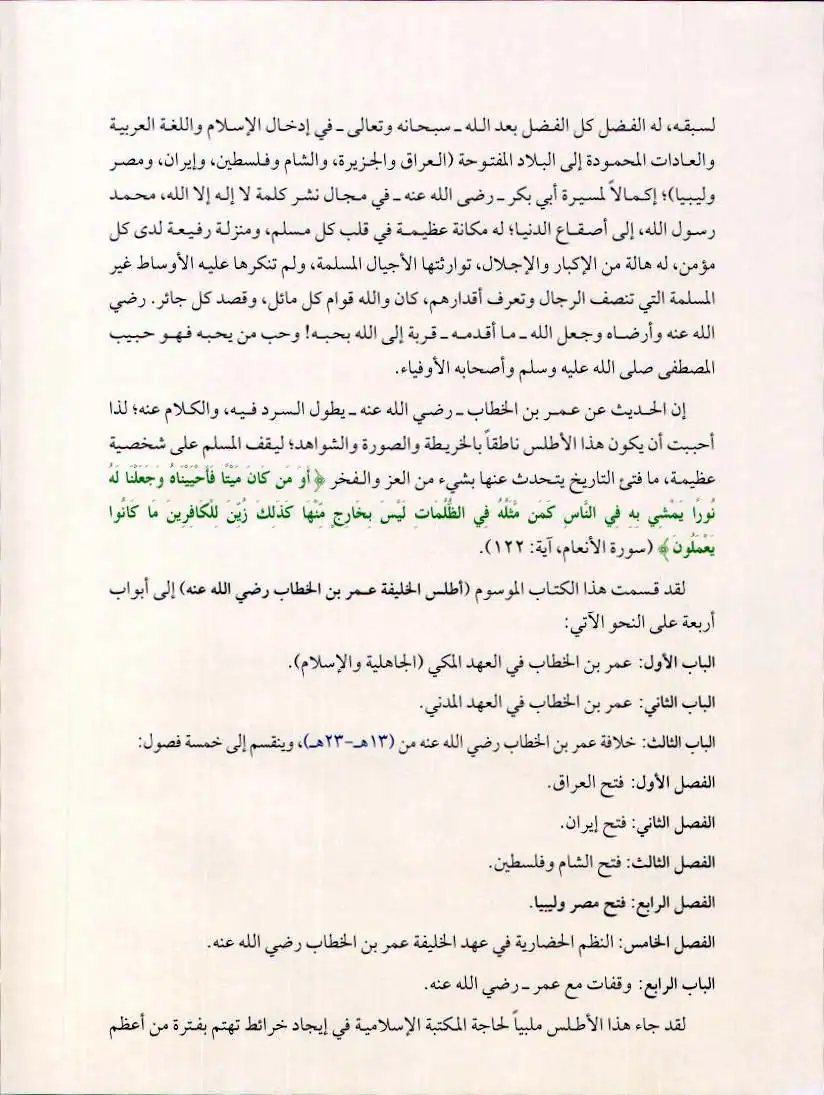 لسبقه، له الفضل كل الفضل بعد الله ـ سبحانه وتعالى ـ في إدخال الإسلام واللغة العربية
والعادات المحمودة إلى البلاد المفتوحة (العراق والجزيرة، والشام وفلسطين، وإيران، ومصر
وليبيا)؛ إكمالاً لمسيرة أبي بكر ـ رضي الله عنه ـ في مجال نشر كلمة لا إله إلا الله، محمد
رسول الله، إلى أصقاع الدنيا؛ له مكانة عظيمة في قلب كل مسلم، ومنزلة رفيعة لدى كل
مؤمن، له هالة من الإكبار والإجلال، توارثتها الأجيال المسلمة، ولم تنكرها عليه الأوساط غير
المسلمة التي تنصف الرجال وتعرف أقدارهم، كان والله قوام كل مائل، وقصد كل جائر. رضي
الله عنه وأرضاه وجعل الله ـ ما أقدمه ـ قربة إلى الله بحبه! وحب من يحبه فهو حبيب
المصطفى صلى الله عليه وسلم وأصحابه الأوفياء.
إن الحديث عن عمر بن الخطاب ـ رضي الله عنه ـ يطول السرد فيه، والكلام عنه؛ لذا
أحببت أن يكون هذا الأطلس ناطقاً بالخريطة والصورة والشواهد؛ ليقف المسلم على شخصية
عظيمة، ما فتئ التاريخ يتحدث عنها بشيء من العز والفخر ﴿أَوَ مَن كَانَ مَيْتًا فَأَحْيَيْنَاهُ وَجَعَلْنَا لَهُ
نُورًا يَمْشِي بِهِ فِي النَّاسِ كَمَن مَّثَلُهُ فِي الظُّلُمَاتِ لَيْسَ بِخَارِجٍ مِّنْهَا كَذَلِكَ زُيِّنَ لِلْكَافِرِينَ مَا كَانُوا
يَعْمَلُونَ﴾ (سورة الأنعام، آية: ١٢٢).
لقد قسمت هذا الكتاب الموسوم (أطلس الخليفة عمر بن الخطاب رضي الله عنه) إلى أبواب
أربعة على النحو الآتي:
الباب الأول: عمر بن الخطاب في العهد المكي (الجاهلية والإسلام).
الباب الثاني: عمر بن الخطاب في العهد المدني.
الباب الثالث: خلافة عمر بن الخطاب رضي الله عنه من (١٣هـ-٢٣هـ)، وينقسم إلى خمسة فصول:
الفصل الأول: فتح العراق.
الفصل الثاني: فتح إيران.
الفصل الثالث: فتح الشام وفلسطين.
الفصل الرابع: فتح مصر وليبيا.
الفصل الخامس: النظم الحضارية في عهد الخليفة عمر بن الخطاب رضي الله عنه.
الباب الرابع: وقفات مع عمر ـ رضي الله عنه.
لقد جاء هذا الأطلس ملبياً لحاجة المكتبة الإسلامية في إيجاد خرائط تهتم بفترة من أعظم